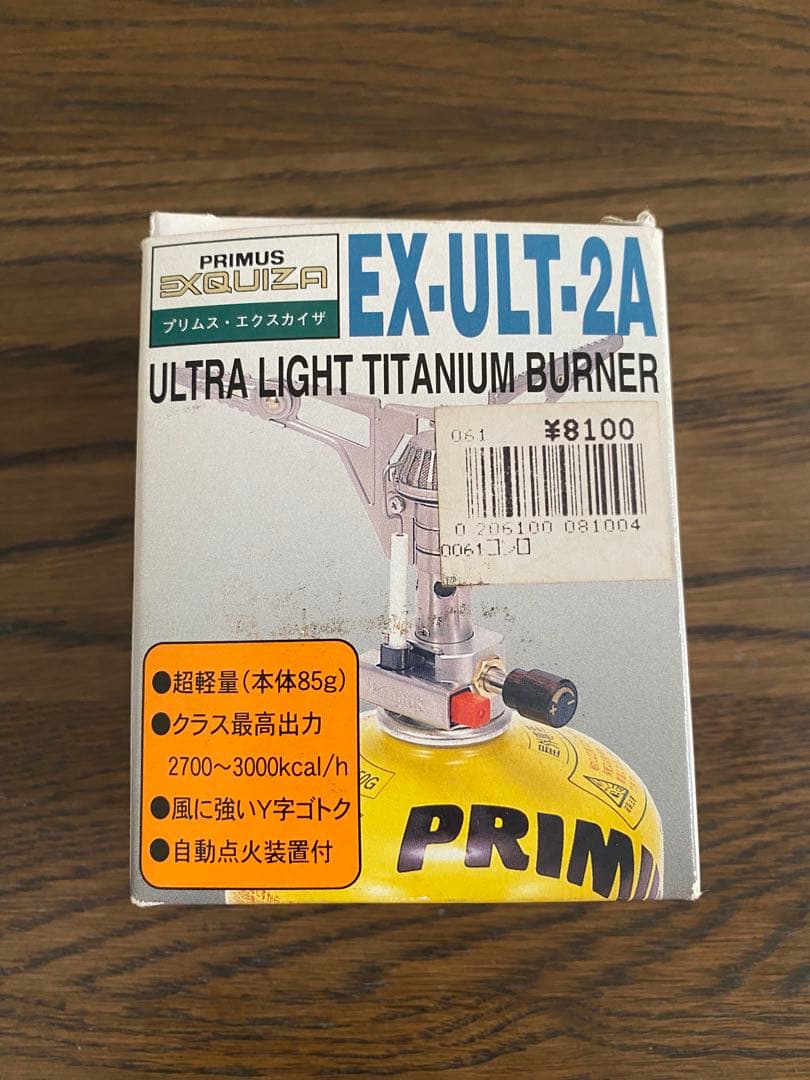 PRIMUS
EXQUIZA
プリムス・エクスカイザ
EX-ULT-2A
ULTRA LIGHT TITANIUM BURNER
061 ¥8100
0 206100 081004
0061コンロ
●超軽量(本体85g)
●クラス最高出力
2700〜3000kcal/h
●風に強いY字ゴトク
●自動点火装置付
PRIM